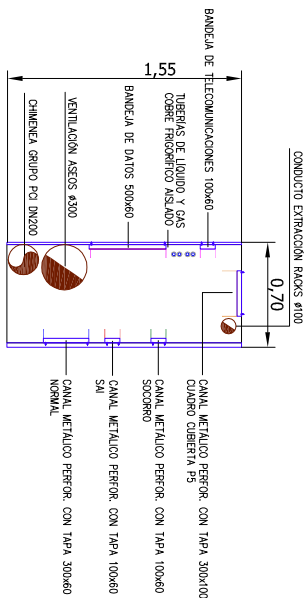 CONDUCTO EXTRACCIÓN RACKS Ø100
BANDEJA DE TELECOMUNICACIONES 100x60
TUBERÍAS DE LÍQUIDO Y GAS
COBRE FRIGORÍFICO AISLADO
BANDEJA DE DATOS 500x60
VENTILACIÓN ASEOS Ø300
CHIMENEA GRUPO PCI DN200
1,55
0,70
CANAL METÁLICO PERFOR. CON TAPA 300x100
CUADRO CUBIERTA P5
CANAL METÁLICO PERFOR. CON TAPA 100x60
SOCORRO
CANAL METÁLICO PERFOR. CON TAPA 100x60
SAI
CANAL METÁLICO PERFOR. CON TAPA 300x60
NORMAL